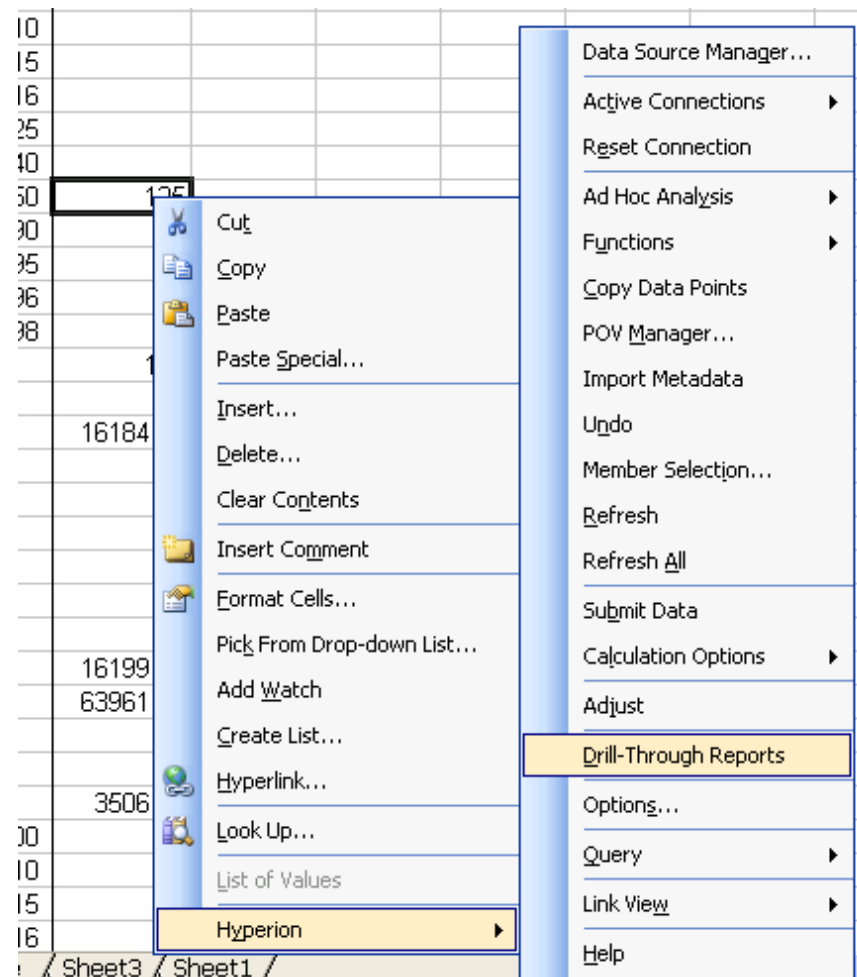 10
15
16
25
40
50
90
95
96
98
16184
16199
63961
3506
00
10
15
16
Sheet3 / Sheet1 /
Cut
Copy
Paste
Paste Special...
Insert...
Delete...
Clear Contents
Insert Comment
Format Cells...
Pick From Drop-down List...
Add Watch
Create List...
Hyperlink...
Look Up...
List of Values
Hyperion
Data Source Manager...
Active Connections
Reset Connection
Ad Hoc Analysis
Functions
Copy Data Points
POV Manager...
Import Metadata
Undo
Member Selection...
Refresh
Refresh All
Submit Data
Calculation Options
Adjust
Drill-Through Reports
Options...
Query
Link View
Help